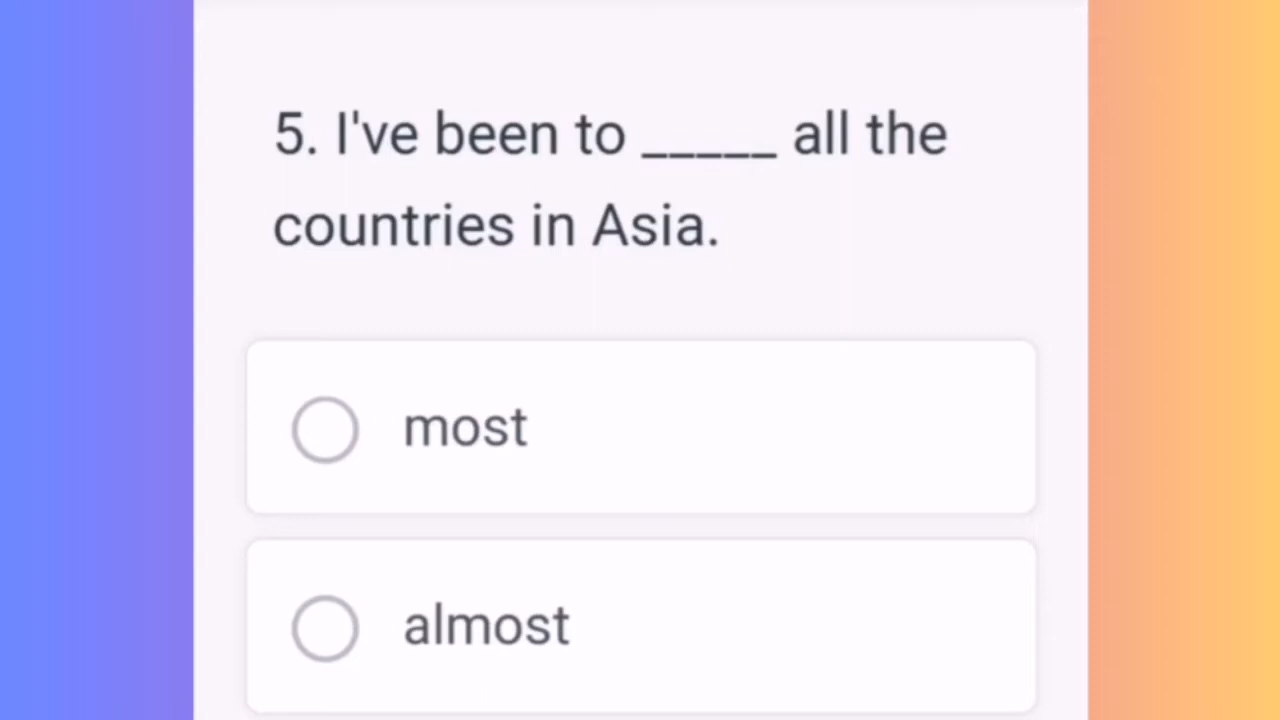 5. I've been to _____ all the
countries in Asia.
most
almost